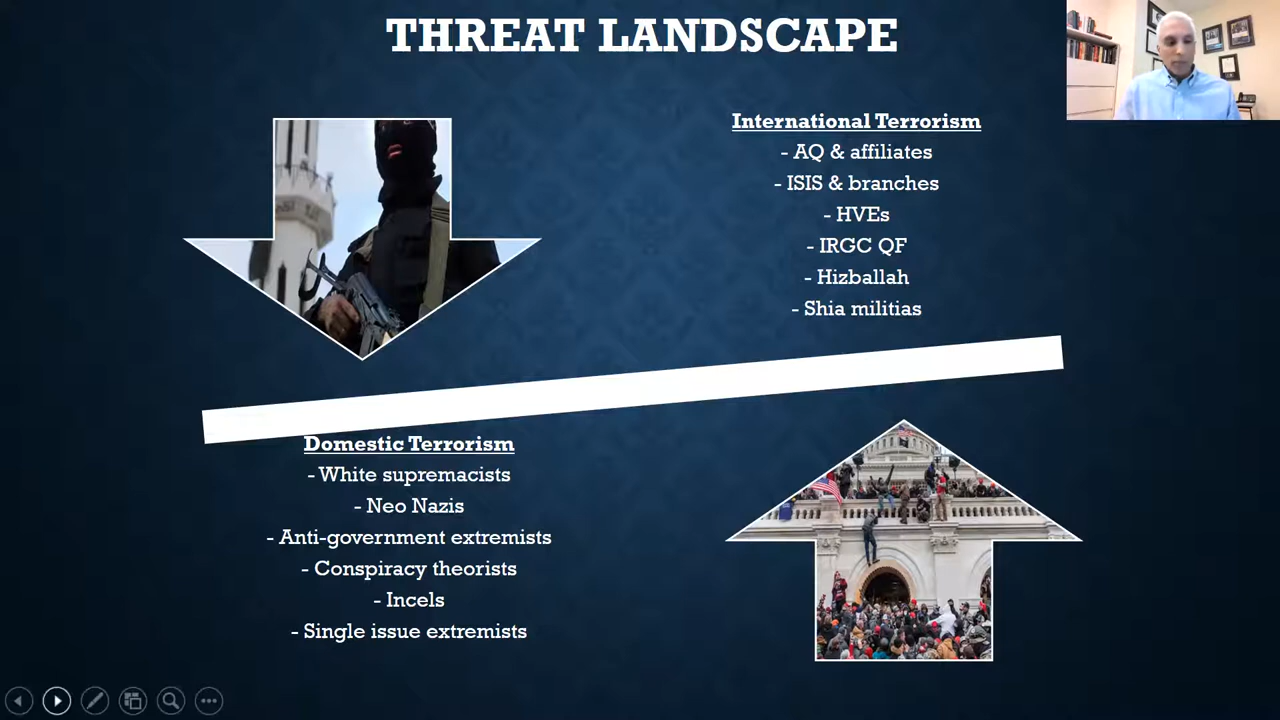 THREAT LANDSCAPE
International Terrorism
- AQ & affiliates
- ISIS & branches
- HVEs
- IRGC QF
- Hizballah
- Shia militias
Domestic Terrorism
- White supremacists
- Neo Nazis
- Anti-government extremists
- Conspiracy theorists
- Incels
- Single issue extremists